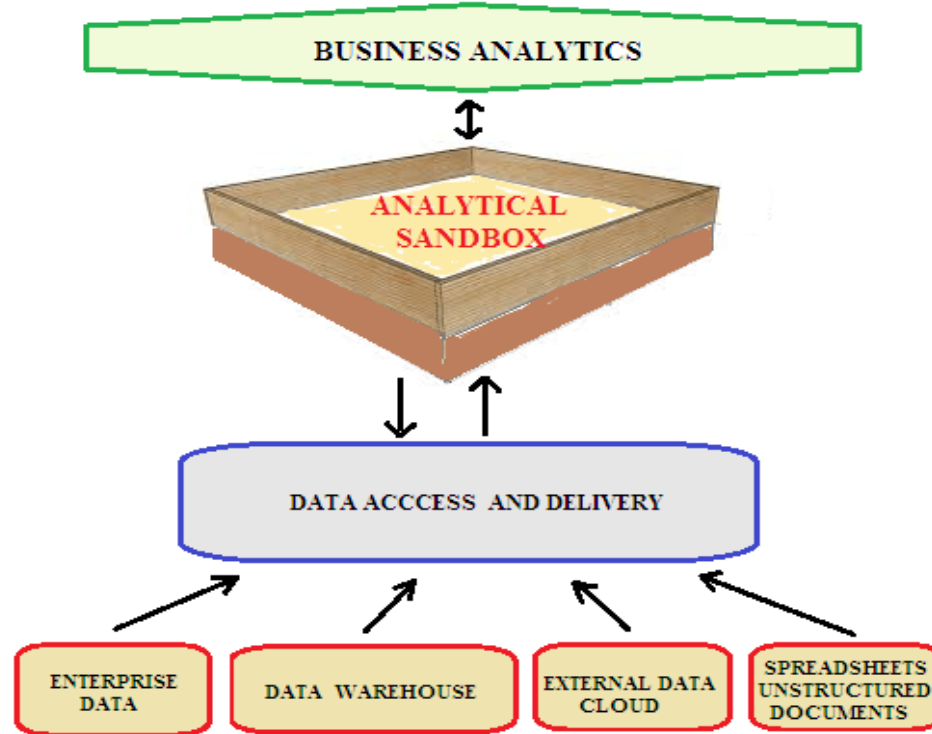 BUSINESS ANALYTICS
ANALYTICAL
SANDBOX
DATA ACCCESS AND DELIVERY
ENTERPRISE
DATA
DATA WAREHOUSE
EXTERNAL DATA
CLOUD
SPREADSHEETS
UNSTRUCTURED
DOCUMENTS